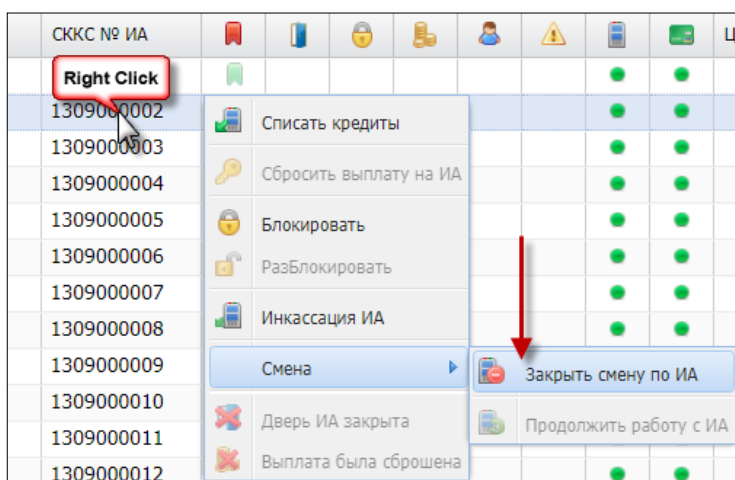 СККС № ИА
Ц
Right Click
1309000002
1309000003
1309000004
1309000005
1309000006
1309000007
1309000008
1309000009
1309000010
1309000011
1309000012
Списать кредиты
Сбросить выплату на ИА
Блокировать
РазБлокировать
Инкассация ИА
Смена
Дверь ИА закрыта
Выплата была сброшена
Закрыть смену по ИА
Продолжить работу с ИА